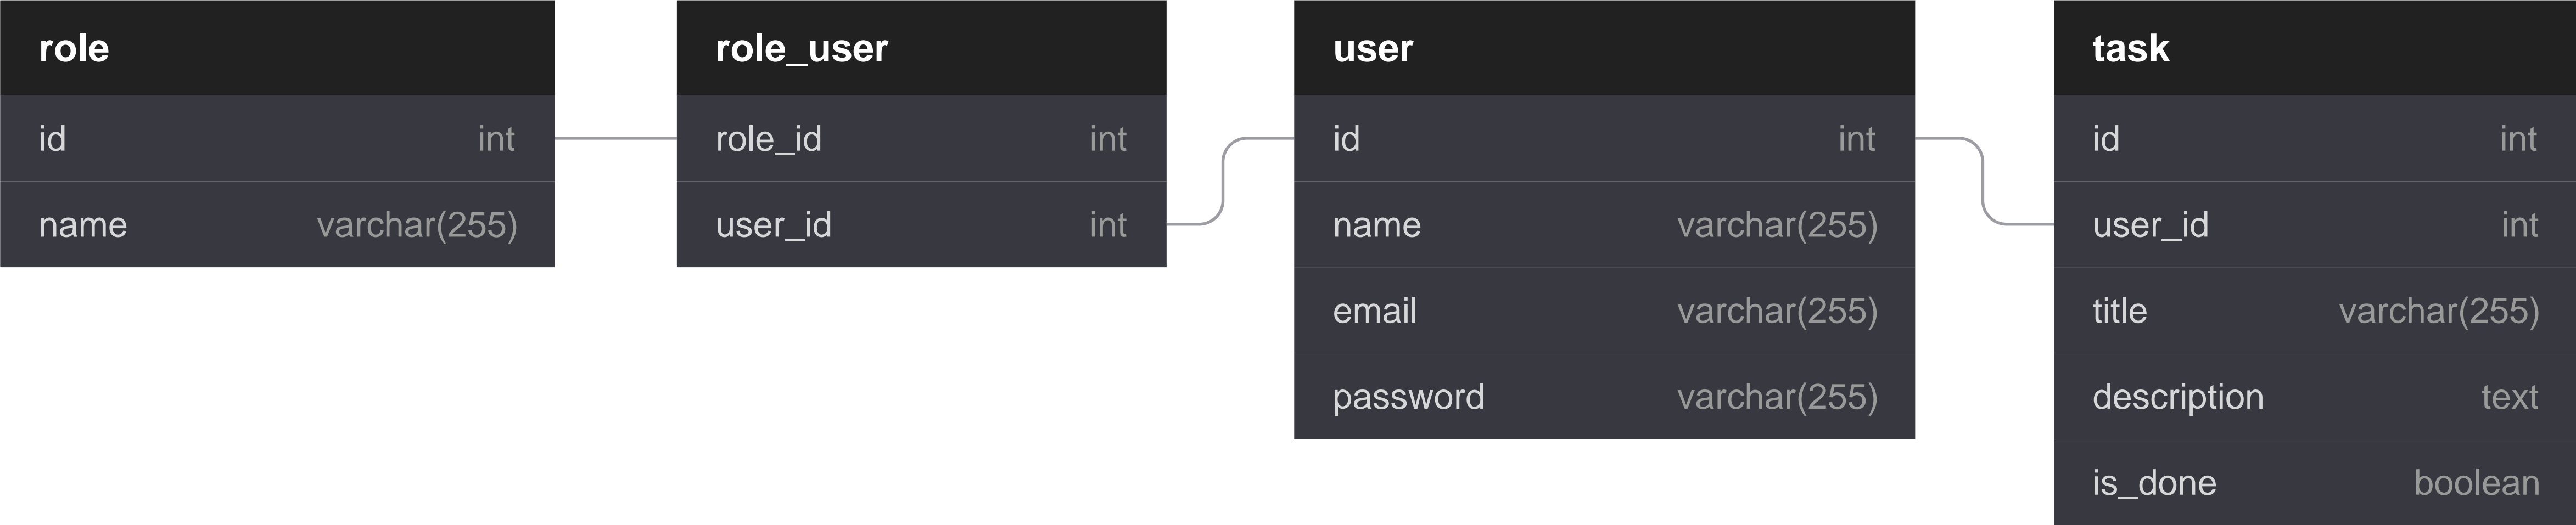 role
id int
name varchar(255)
role_user
role_id int
user_id int
user
id int
name varchar(255)
email varchar(255)
password varchar(255)
task
id int
user_id int
title varchar(255)
description text
is_done boolean